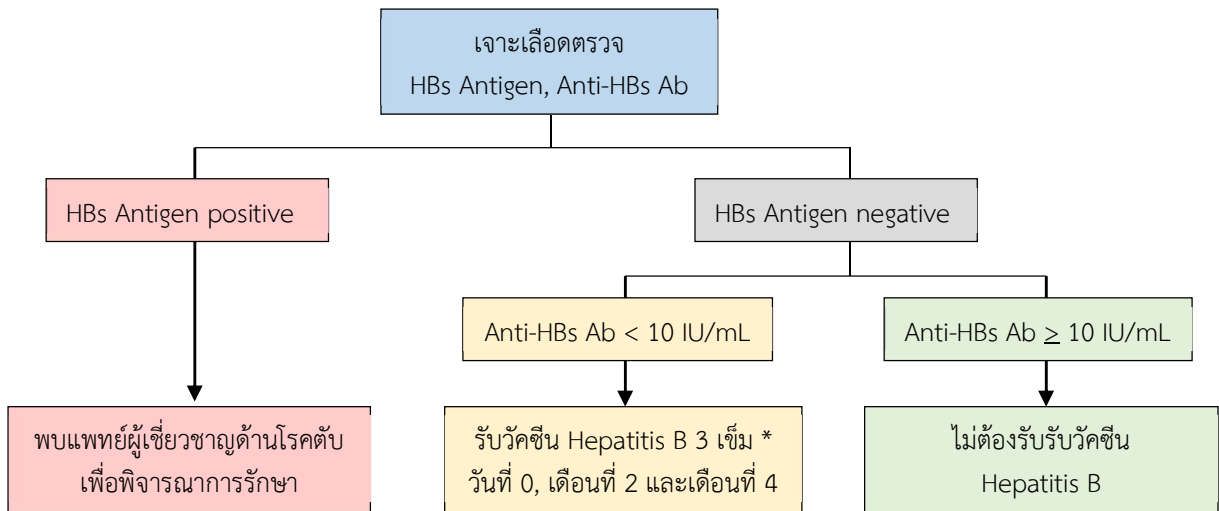 เจาะเลือดตรวจ
HBs Antigen, Anti-HBs Ab
HBs Antigen positive
HBs Antigen negative
Anti-HBs Ab < 10 IU/mL
Anti-HBs Ab ≥ 10 IU/mL
พบแพทย์ผู้เชี่ยวชาญด้านโรคตับ
เพื่อพิจารณาการรักษา
รับวัคซีน Hepatitis B 3 เข็ม *
วันที่ 0, เดือนที่ 2 และเดือนที่ 4
ไม่ต้องรับรับวัคซีน
Hepatitis B